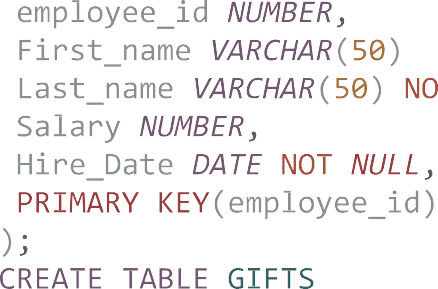 employee_id NUMBER,
First_name VARCHAR(50)
Last_name VARCHAR(50) NO
Salary NUMBER,
Hire_Date DATE NOT NULL,
PRIMARY KEY(employee_id)
);
CREATE TABLE GIFTS